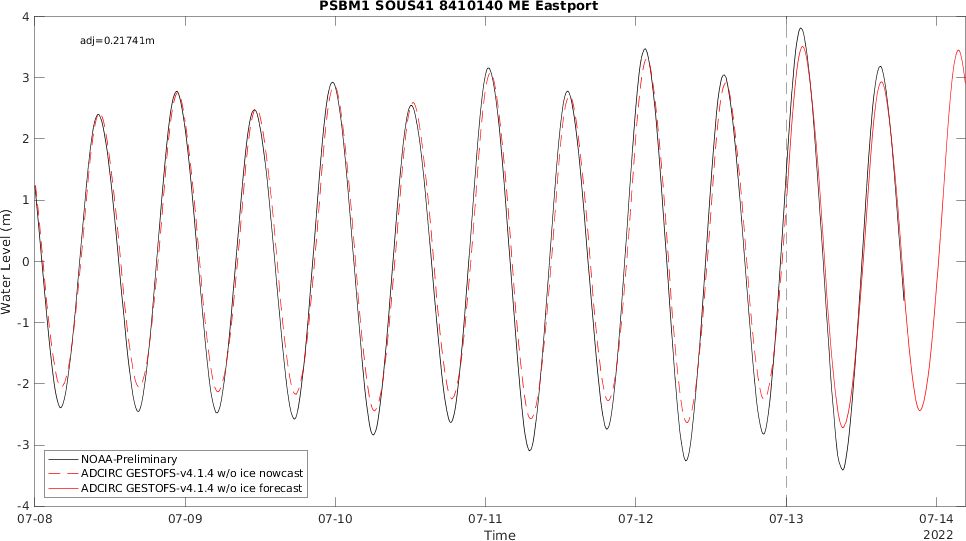 PSBM1 SOUS41 8410140 ME Eastport
adj=0.21741m
4
3
2
1
0
-1
-2
-3
-4
Water Level (m)
NOAA-Preliminary
ADCIRC GESTOFS-v4.1.4 w/o ice nowcast
ADCIRC GESTOFS-v4.1.4 w/o ice forecast
07-08 07-09 07-10 07-11 07-12 07-13 07-14
Time
2022